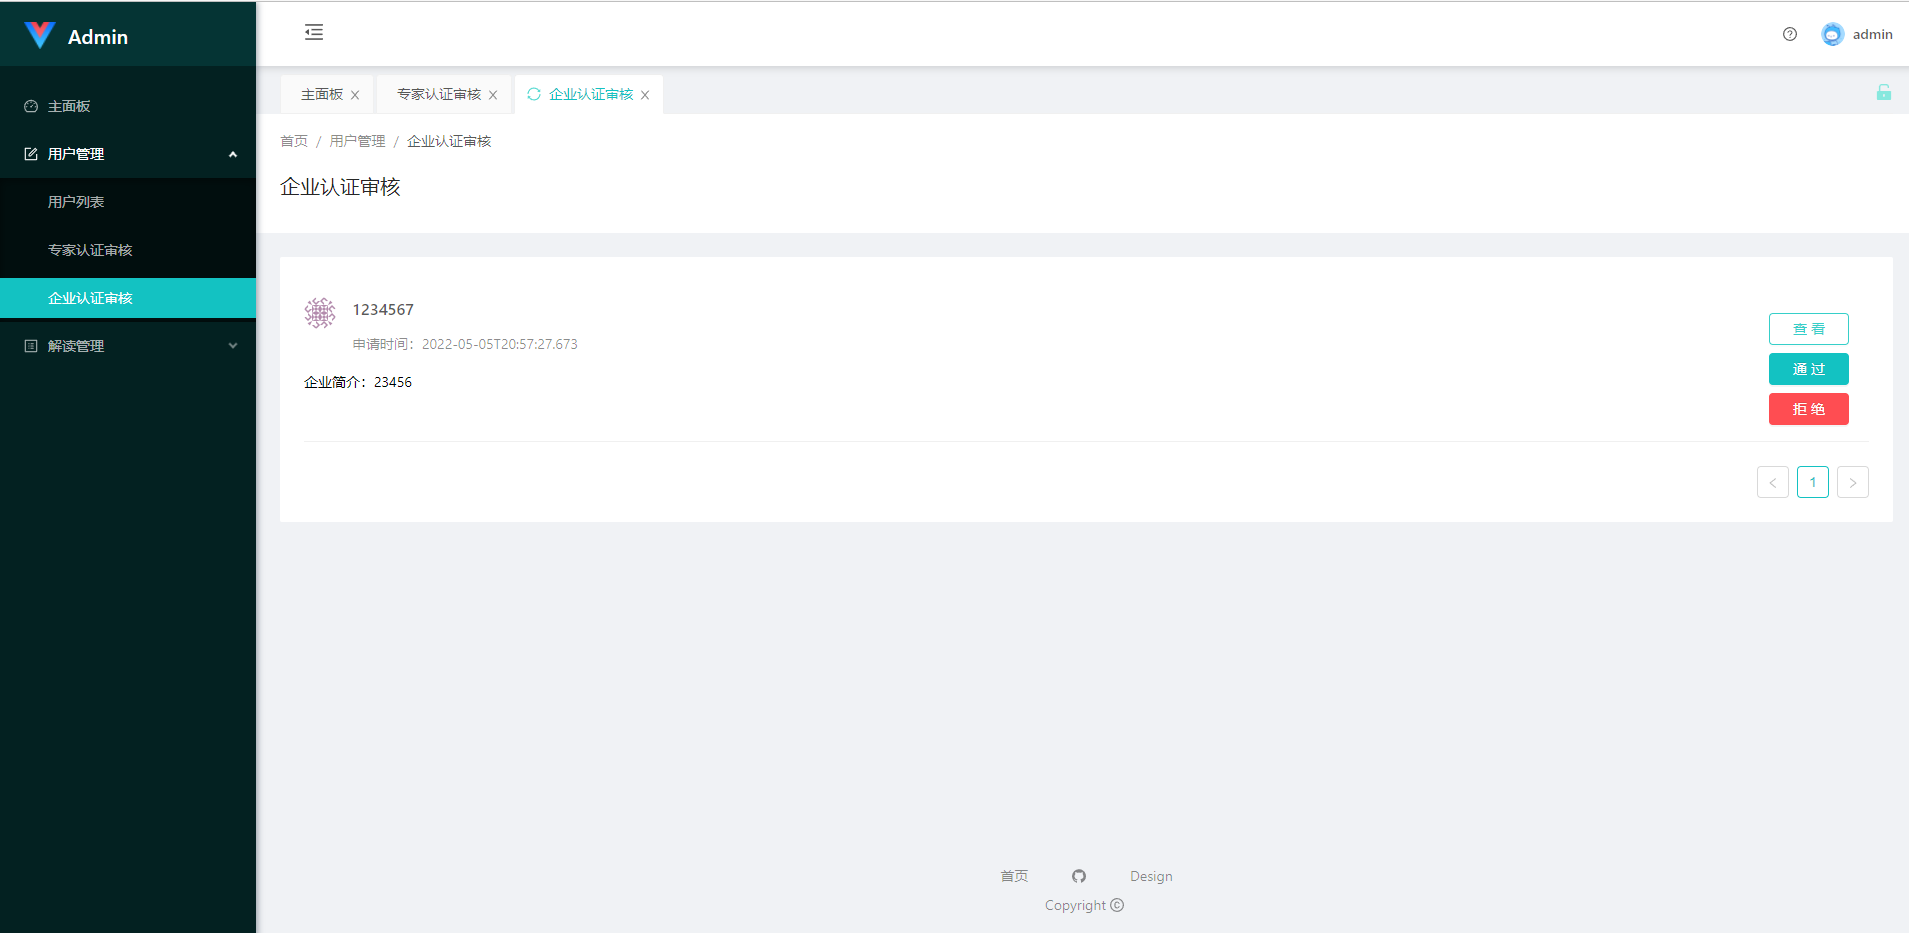 Admin
admin
主面板
用户管理
用户列表
专家认证审核
企业认证审核
解读管理
主面板 专家认证审核 企业认证审核
首页 / 用户管理 / 企业认证审核
企业认证审核
1234567
申请时间：2022-05-05T20:57:27.673
企业简介：23456
查 看
通 过
拒 绝
< 1 >
首页 Design
Copyright ©